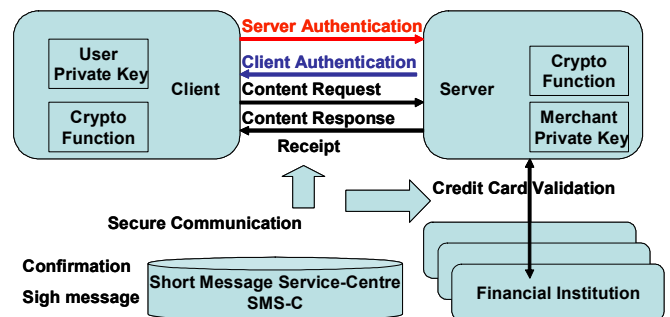 Server Authentication
User
Private Key
Client
Crypto
Function
Client Authentication
Content Request
Content Response
Receipt
Server
Crypto
Function
Merchant
Private Key
Credit Card Validation
Secure Communication
Confirmation
Sigh message
Short Message Service-Centre
SMS-C
Financial Institution